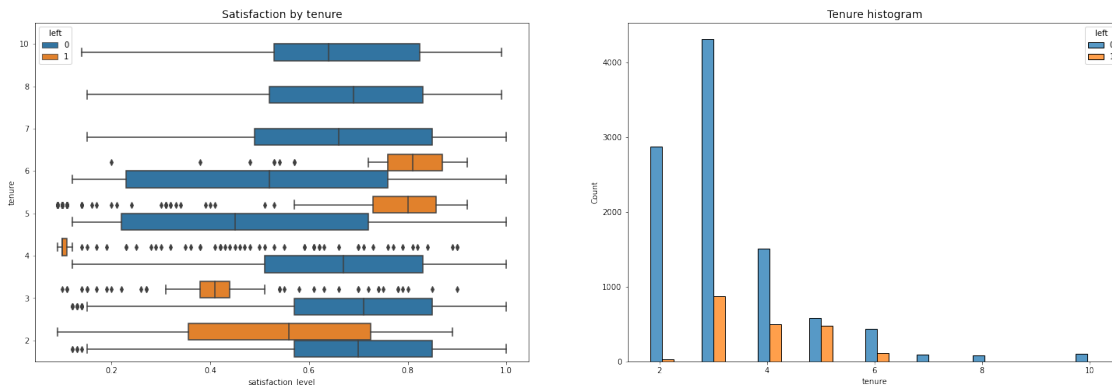 Satisfaction by tenure
left
0
1
10
8
7
6
5
4
3
2
tenure
0.2 0.4 0.6 0.8 1.0
satisfaction_level
Tenure histogram
left
0
4000
3000
2000
1000
0
Count
2 4 6 8 10
tenure